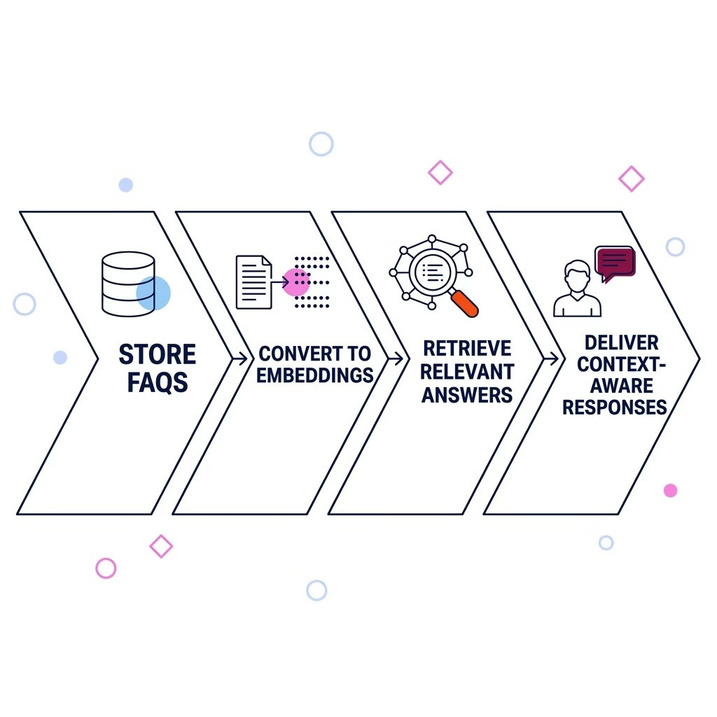 STORE
FAQS
CONVERT TO
EMBEDDINGS
RETRIEVE
RELEVANT
ANSWERS
DELIVER
CONTEXT-
AWARE
RESPONSES